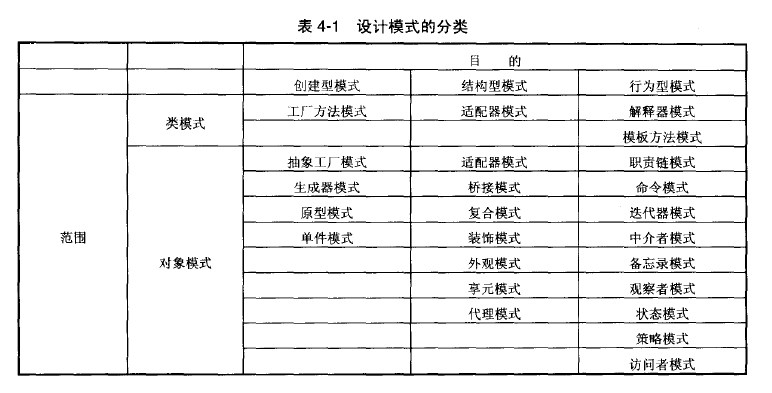 表 4-1 设计模式的分类
目 的
创建型模式 结构型模式 行为型模式
范围 类模式 工厂方法模式 适配器模式 解释器模式
模板方法模式
对象模式 抽象工厂模式 适配器模式 职责链模式
生成器模式 桥接模式 命令模式
原型模式 复合模式 迭代器模式
单件模式 装饰模式 中介者模式
外观模式 备忘录模式
享元模式 观察者模式
代理模式 状态模式
策略模式
访问者模式